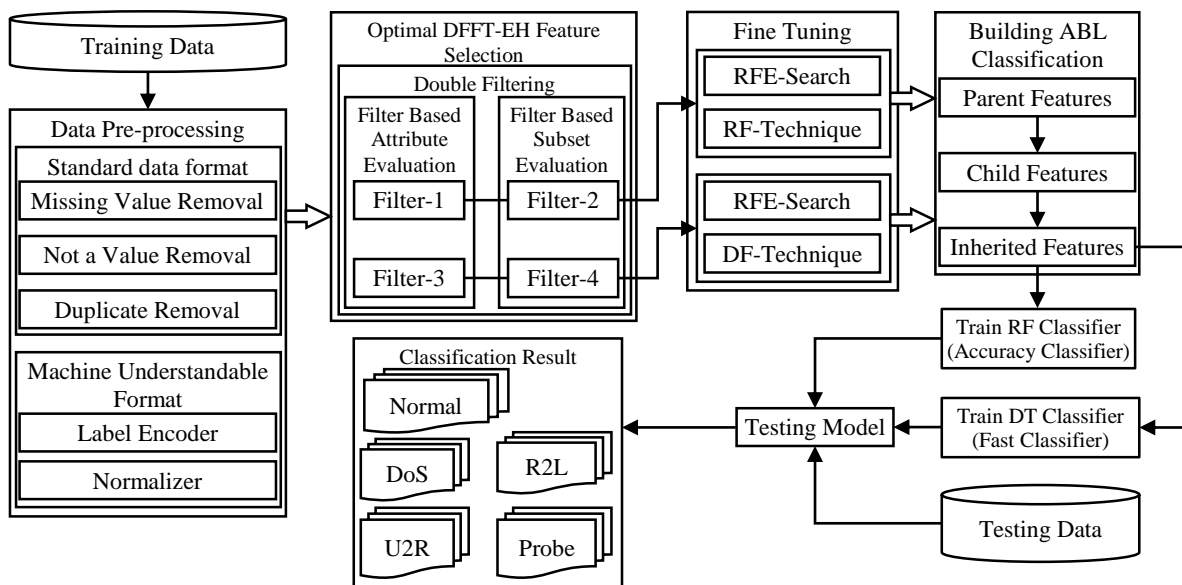 Training Data
Data Pre-processing
Standard data format
Missing Value Removal
Not a Value Removal
Duplicate Removal
Machine Understandable
Format
Label Encoder
Normalizer
Optimal DFFT-EH Feature
Selection
Double Filtering
Filter Based
Attribute
Evaluation
Filter-1
Filter-3
Filter Based
Subset
Evaluation
Filter-2
Filter-4
Fine Tuning
RFE-Search
RF-Technique
RFE-Search
DF-Technique
Building ABL
Classification
Parent Features
Child Features
Inherited Features
Train RF Classifier
(Accuracy Classifier)
Train DT Classifier
(Fast Classifier)
Testing Data
Testing Model
Classification Result
Normal
DoS
R2L
U2R
Probe